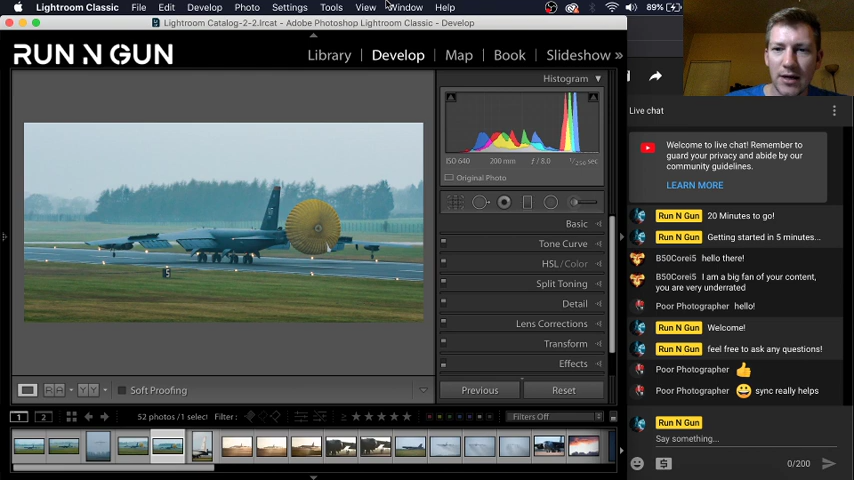 Lightroom Classic File Edit Develop Photo Settings Tools View Window Help 89%
Lightroom Catalog-2-2.lrcat - Adobe Photoshop Lightroom Classic - Develop
RUN N GUN
Library | Develop | Map | Book | Slideshow »
Histogram
ISO 640 200 mm ƒ / 8.0 1/250 sec
Original Photo
Basic
Tone Curve
HSL / Color
Split Toning
Detail
Lens Corrections
Transform
Effects
Previous Reset
Soft Proofing
1 2 52 photos / 1 select Filter: Filters Off
Live chat
Welcome to live chat! Remember to
guard your privacy and abide by our
community guidelines.
LEARN MORE
Run N Gun 20 Minutes to go!
Run N Gun Getting started in 5 minutes...
B50Corei5 hello there!
B50Corei5 I am a big fan of your content,
you are very underrated
Poor Photographer hello!
Run N Gun Welcome!
Run N Gun feel free to ask any questions!
Poor Photographer 👍
Poor Photographer 😀 sync really helps
Run N Gun
Say something...
0/200